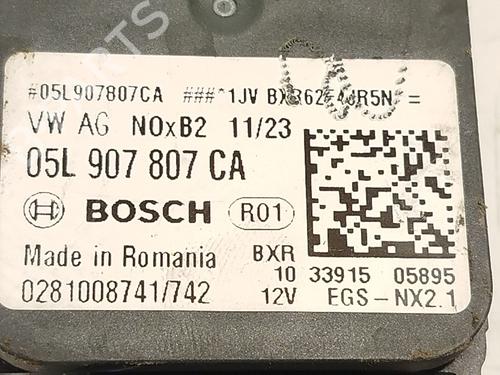 #05L907807CA ###*1JV =
VW AG NOxB2 11/23
05L 907 807 CA
BOSCH R01
Made in Romania BXR
10 33915 05895
0281008741/742 12V EGS-NX2.1